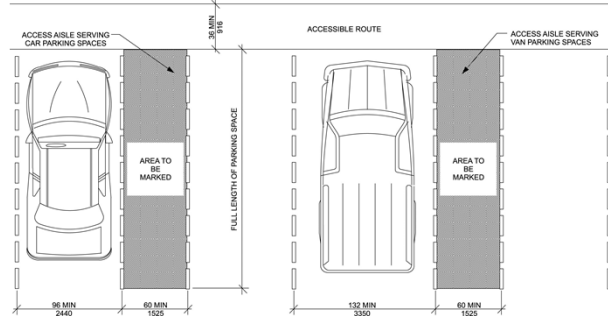 36 MIN
916
ACCESSIBLE ROUTE
ACCESS AISLE SERVING
CAR PARKING SPACES
ACCESS AISLE SERVING
VAN PARKING SPACES
FULL LENGTH OF PARKING SPACE
AREA TO
BE
MARKED
AREA TO
BE
MARKED
96 MIN
2440
60 MIN
1525
132 MIN
3350
60 MIN
1525